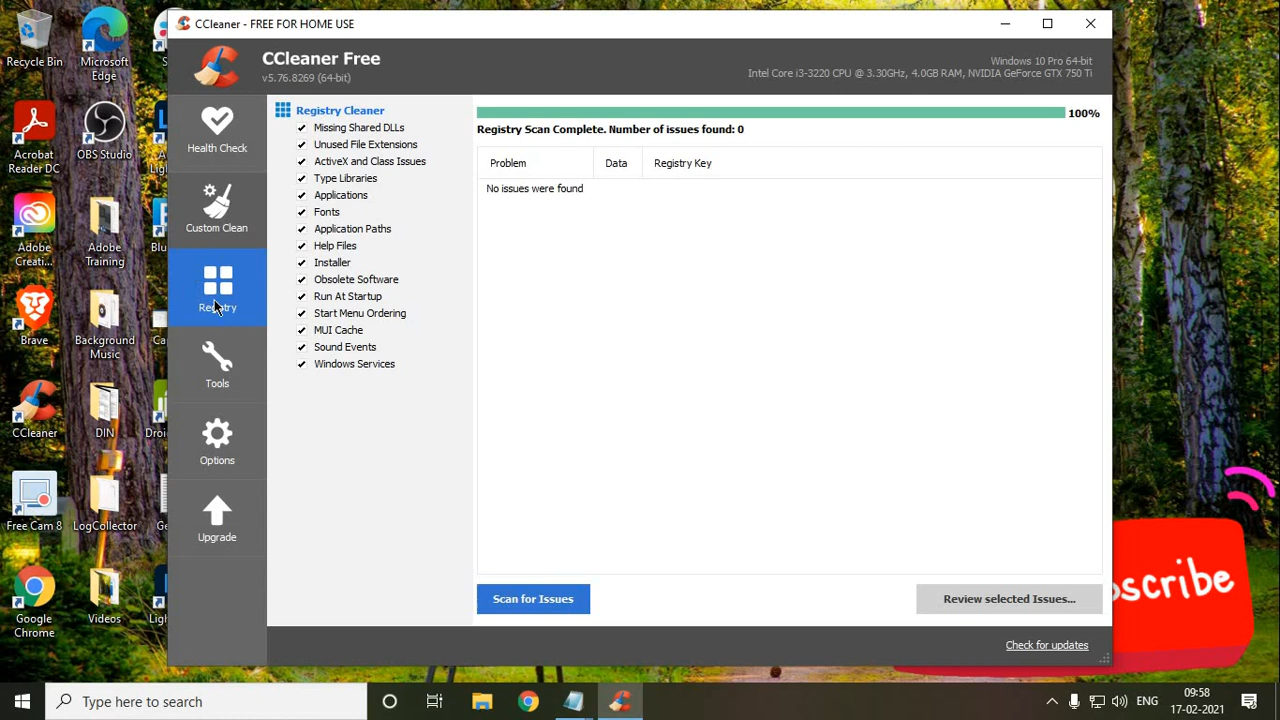 CCleaner - FREE FOR HOME USE
CCleaner Free
v5.76.8269 (64-bit)
Windows 10 Pro 64-bit
Intel Core i3-3220 CPU @ 3.30GHz, 4.0GB RAM, NVIDIA GeForce GTX 750 Ti
Recycle Bin
Microsoft
Edge
Acrobat
Reader DC
OBS Studio
Adobe
Creati...
Adobe
Training
Brave
Background
Music
CCleaner
DIN
Free Cam 8
LogCollector
Google
Chrome
Videos
Health Check
Custom Clean
Registry
Tools
Options
Upgrade
Registry Cleaner
Missing Shared DLLs
Unused File Extensions
ActiveX and Class Issues
Type Libraries
Applications
Fonts
Application Paths
Help Files
Installer
Obsolete Software
Run At Startup
Start Menu Ordering
MUI Cache
Sound Events
Windows Services
100%
Registry Scan Complete. Number of issues found: 0
Problem Data Registry Key
No issues were found
Scan for Issues
Review selected Issues...
Check for updates
Type here to search
ENG
09:58
17-02-2021